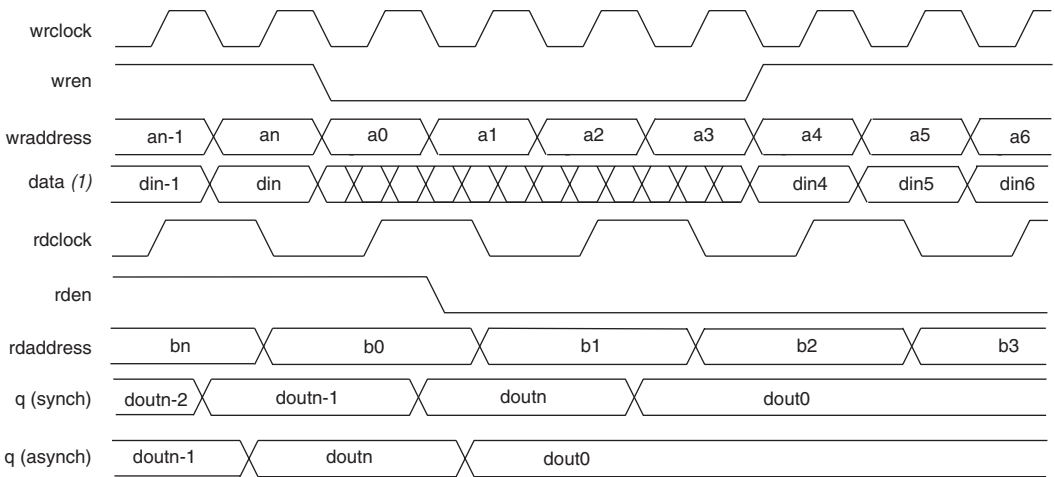 wrclock
wren
wraddress an-1 an a0 a1 a2 a3 a4 a5 a6
data (1) din-1 din din4 din5 din6
rdclock
rden
rdaddress bn b0 b1 b2 b3
q (synch) doutn-2 doutn-1 doutn dout0
q (asynch) doutn-1 doutn dout0